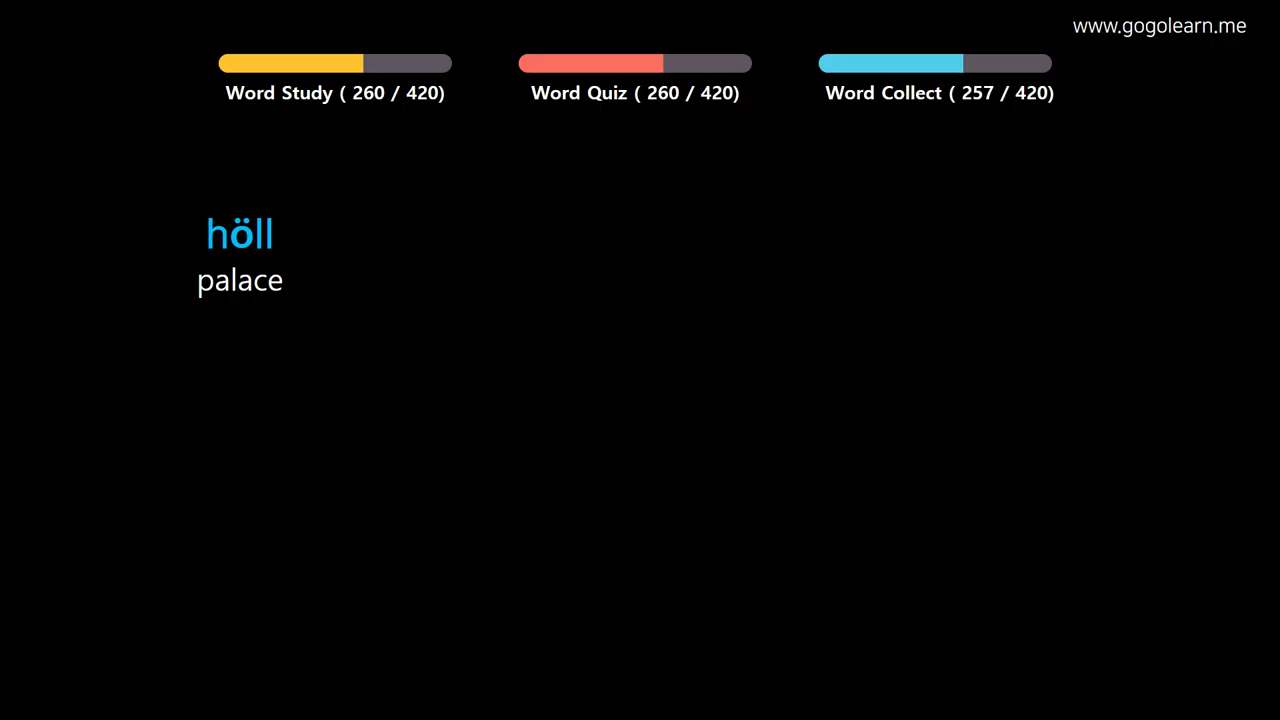 www.gogolearn.me
Word Study ( 260 / 420)
Word Quiz ( 260 / 420)
Word Collect ( 257 / 420)
höll
palace